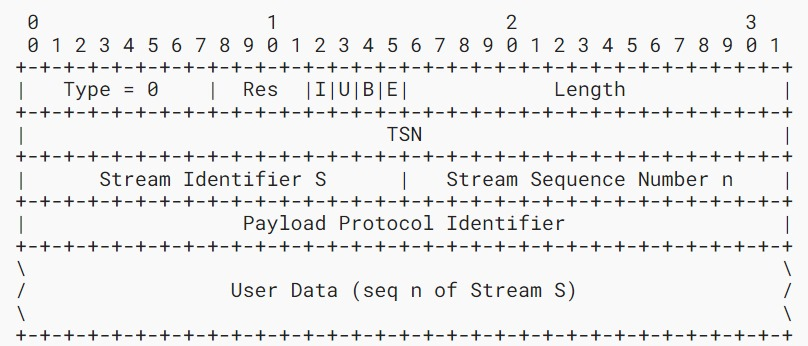 0                   1                   2                   3
 0 1 2 3 4 5 6 7 8 9 0 1 2 3 4 5 6 7 8 9 0 1 2 3 4 5 6 7 8 9 0 1
+-+-+-+-+-+-+-+-+-+-+-+-+-+-+-+-+-+-+-+-+-+-+-+-+-+-+-+-+-+-+-+-+
|   Type = 0    |  Res  |I|U|B|E|            Length             |
+-+-+-+-+-+-+-+-+-+-+-+-+-+-+-+-+-+-+-+-+-+-+-+-+-+-+-+-+-+-+-+-+
|                              TSN                              |
+-+-+-+-+-+-+-+-+-+-+-+-+-+-+-+-+-+-+-+-+-+-+-+-+-+-+-+-+-+-+-+-+
|      Stream Identifier S      |   Stream Sequence Number n    |
+-+-+-+-+-+-+-+-+-+-+-+-+-+-+-+-+-+-+-+-+-+-+-+-+-+-+-+-+-+-+-+-+
|                  Payload Protocol Identifier                  |
+-+-+-+-+-+-+-+-+-+-+-+-+-+-+-+-+-+-+-+-+-+-+-+-+-+-+-+-+-+-+-+-+
\                                                               \
/                 User Data (seq n of Stream S)                 /
\                                                               \
+-+-+-+-+-+-+-+-+-+-+-+-+-+-+-+-+-+-+-+-+-+-+-+-+-+-+-+-+-+-+-+-+